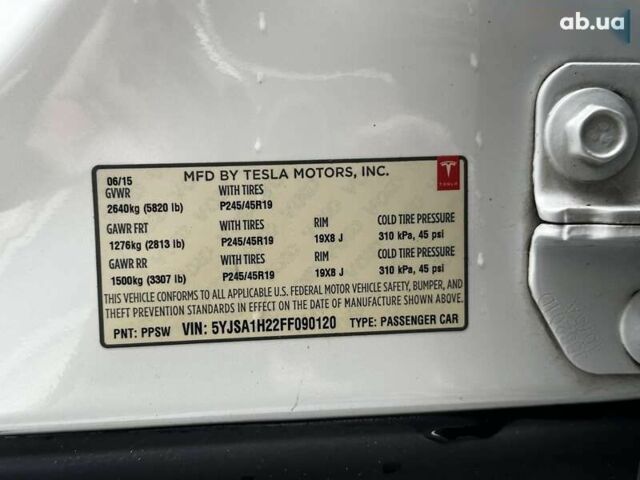 ab.ua
06/15 MFD BY TESLA MOTORS, INC.
GVWR WITH TIRES
2640kg (5820 lb) P245/45R19
GAWR FRT WITH TIRES RIM COLD TIRE PRESSURE
1276kg (2813 lb) P245/45R19 19X8 J 310 kPa, 45 psi
GAWR RR WITH TIRES RIM COLD TIRE PRESSURE
1500kg (3307 lb) P245/45R19 19X8 J 310 kPa, 45 psi
THIS VEHICLE CONFORMS TO ALL APPLICABLE U.S. FEDERAL MOTOR VEHICLE SAFETY, BUMPER, AND
THEFT PREVENTION STANDARDS IN EFFECT ON THE DATE OF MANUFACTURE SHOWN ABOVE.
PNT: PPSW VIN: 5YJSA1H22FF090120 TYPE: PASSENGER CAR
TESLA